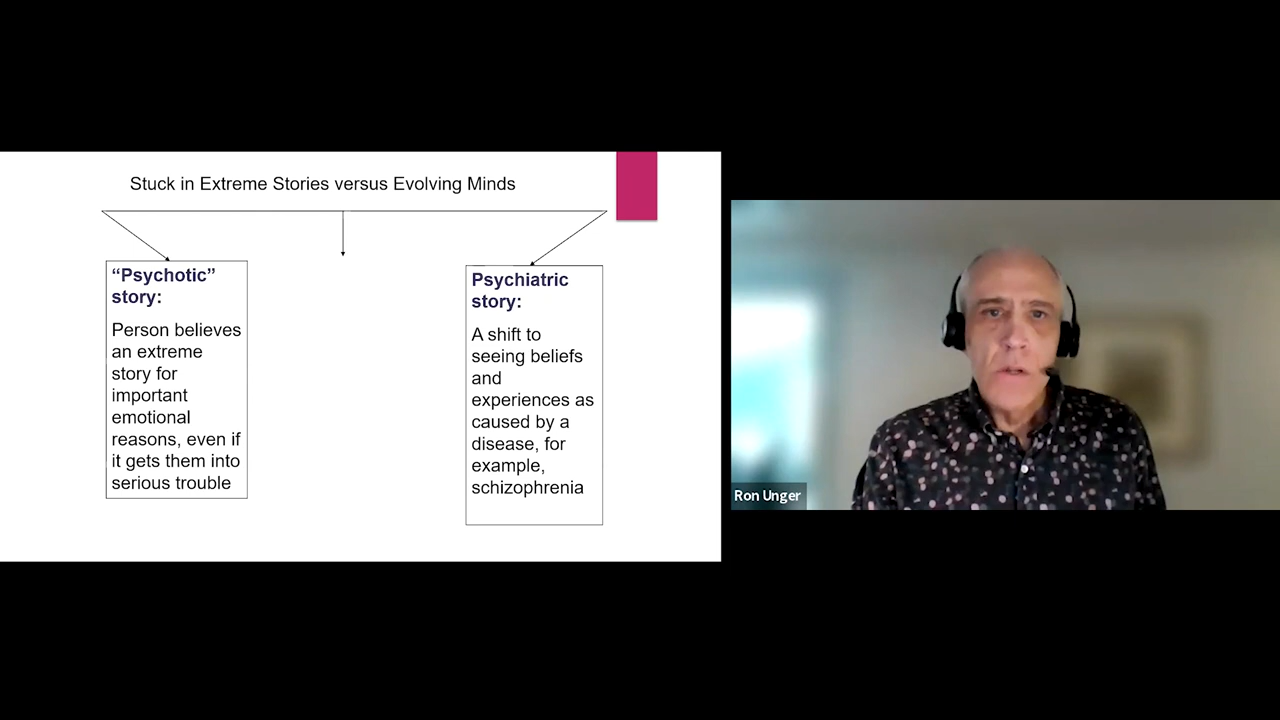 Stuck in Extreme Stories versus Evolving Minds
“Psychotic”
story:
Person believes
an extreme
story for
important
emotional
reasons, even if
it gets them into
serious trouble
Psychiatric
story:
A shift to
seeing beliefs
and
experiences as
caused by a
disease, for
example,
schizophrenia
Ron Unger